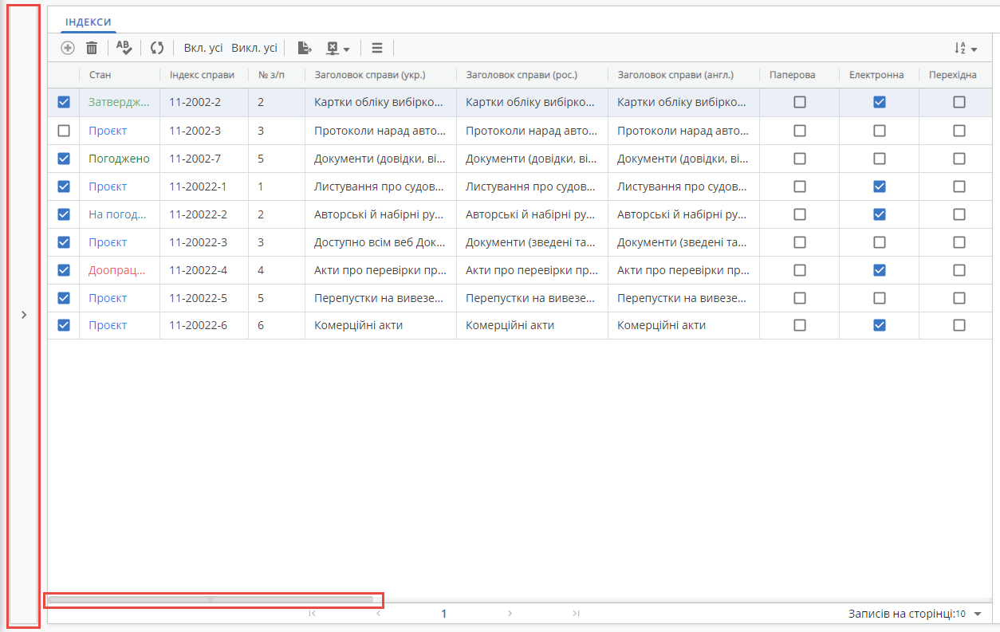 ІНДЕКСИ
AB Вкл. усі Викл. усі A Z
Стан Індекс справи № з/п Заголовок справи (укр.) Заголовок справи (рос.) Заголовок справи (англ.) Паперова Електронна Перехідна
Затвердж... 11-2002-2 2 Картки обліку вибірко... Картки обліку вибірко... Картки обліку вибірко...
Проєкт 11-2002-3 3 Протоколи нарад авто... Протоколи нарад авто... Протоколи нарад авто...
Погоджено 11-2002-7 5 Документи (довідки, ві... Документи (довідки, ві... Документи (довідки, ві...
Проєкт 11-20022-1 1 Листування про судов... Листування про судов... Листування про судов...
На погод... 11-20022-2 2 Авторські й набірні ру... Авторські й набірні ру... Авторські й набірні ру...
Проєкт 11-20022-3 3 Доступно всім веб Док... Документи (зведені та... Документи (зведені та...
Доопрац... 11-20022-4 4 Акти про перевірки пр... Акти про перевірки пр... Акти про перевірки пр...
Проєкт 11-20022-5 5 Перепустки на вивезе... Перепустки на вивезе... Перепустки на вивезе...
Проєкт 11-20022-6 6 Комерційні акти Комерційні акти Комерційні акти
1 Записів на сторінці:10